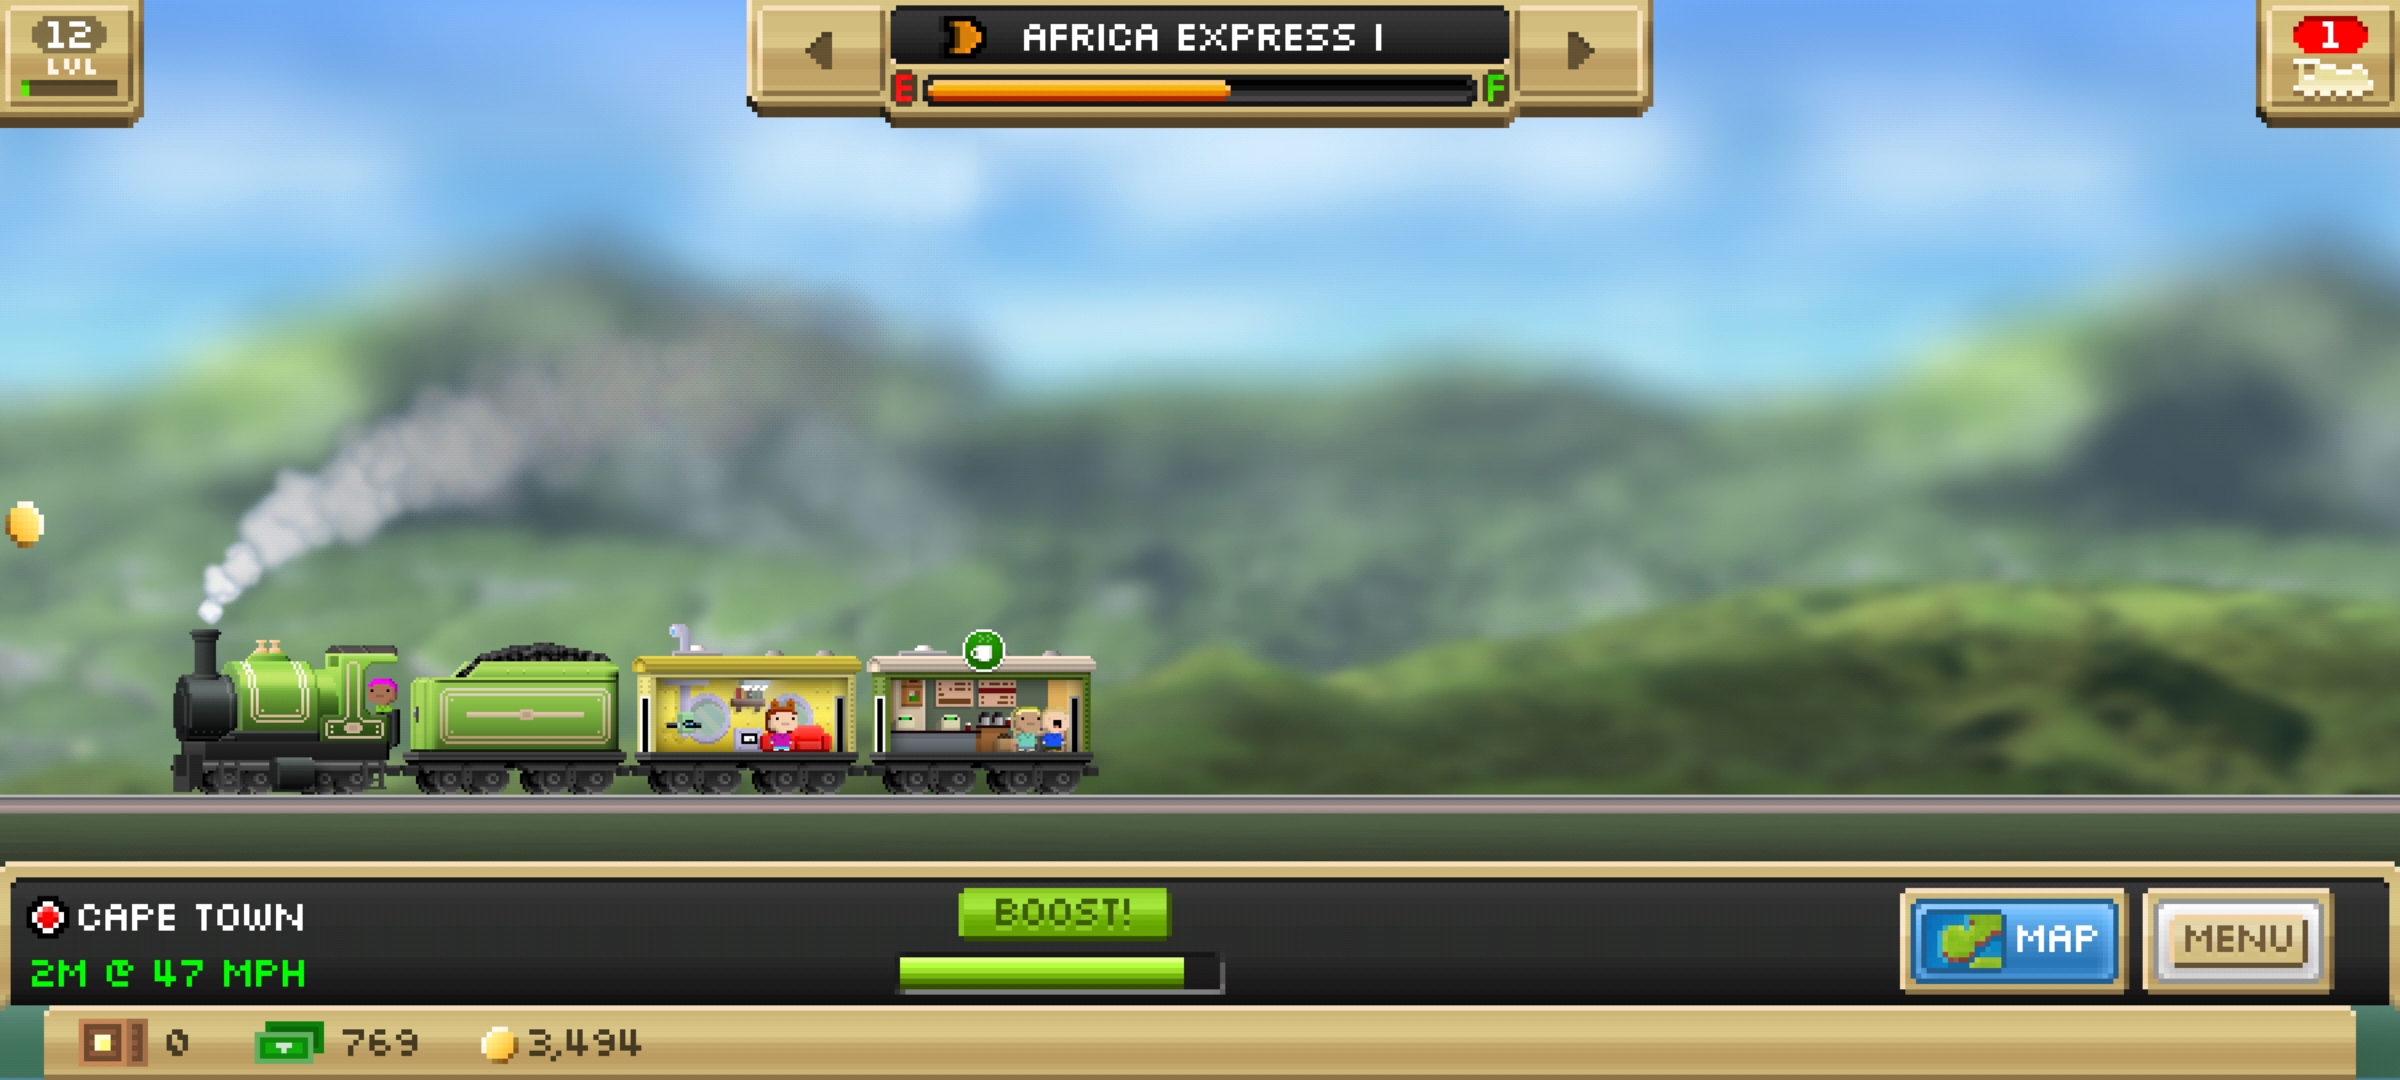 12
LVL
AFRICA EXPRESS I
E F
1
CAPE TOWN
2M @ 47 MPH
BOOST!
MAP
MENU
0
769
3,494